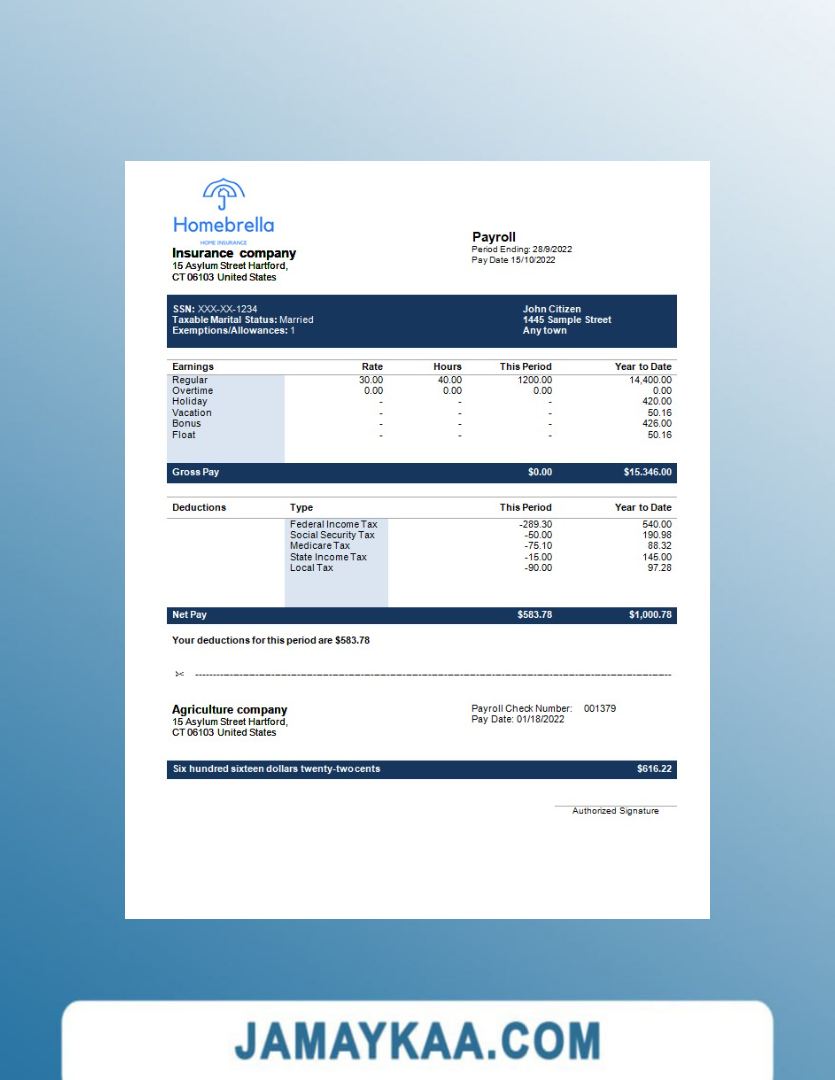 Homebrella
HOME INSURANCE
Insurance company
15 Asylum Street Hartford,
CT 06103 United States
Payroll
Period Ending: 28/9/2022
Pay Date 15/10/2022
SSN: XXX-XX-1234
Taxable Marital Status: Married
Exemptions/Allowances: 1
John Citizen
1445 Sample Street
Any town
Earnings Rate Hours This Period Year to Date
Regular 30.00 40.00 1200.00 14,400.00
Overtime 0.00 0.00 0.00 0.00
Holiday - - - 420.00
Vacation - - - 50.16
Bonus - - - 426.00
Float - - - 50.16
Gross Pay $0.00 $15.346.00
Deductions Type This Period Year to Date
Federal Income Tax -289.30 540.00
Social Security Tax -50.00 190.98
Medicare Tax -75.10 88.32
State Income Tax -15.00 145.00
Local Tax -90.00 97.28
Net Pay $583.78 $1,000.78
Your deductions for this period are $583.78
Agriculture company
15 Asylum Street Hartford,
CT 06103 United States
Payroll Check Number: 001379
Pay Date: 01/18/2022
Six hundred sixteen dollars twenty-two cents $616.22
Authorized Signature
JAMAYKAA.COM